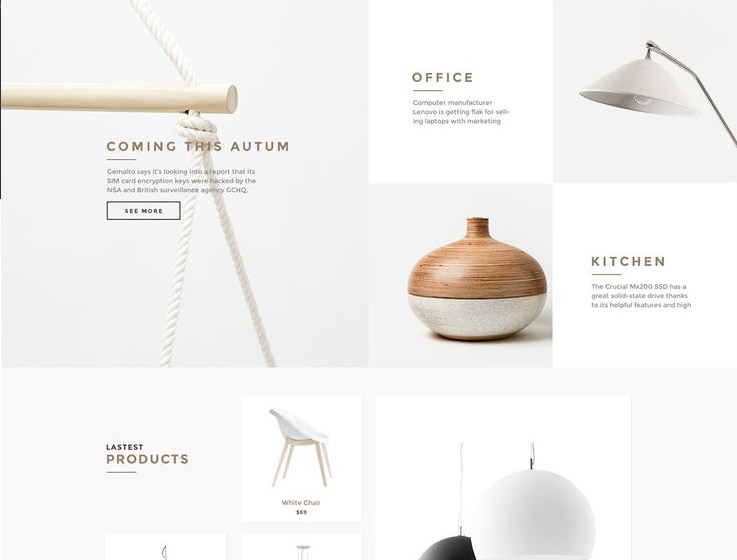 COMING THIS AUTUM
Gemalto says it's looking into a report that its
SIM card encryption keys were hacked by the
NSA and British surveillance agency GCHQ.
SEE MORE
OFFICE
Computer manufacturer
Lenovo is getting flak for sell-
ing laptops with marketing
KITCHEN
The Crucial Mx200 SSD has a
great solid-state drive thanks
to its helpful features and high
LASTEST
PRODUCTS
White Chair
$69